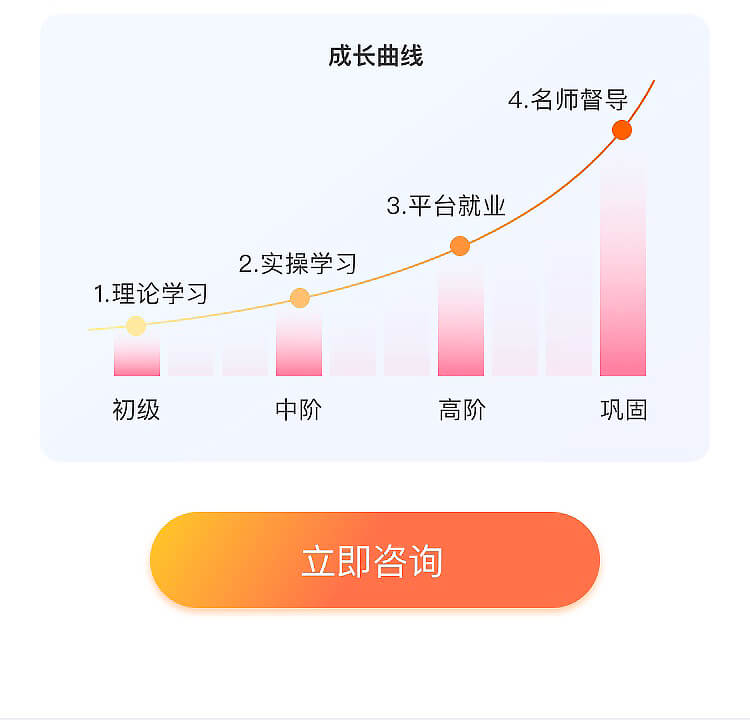 成长曲线
4.名师督导
3.平台就业
2.实操学习
1.理论学习
初级 中阶 高阶 巩固
立即咨询